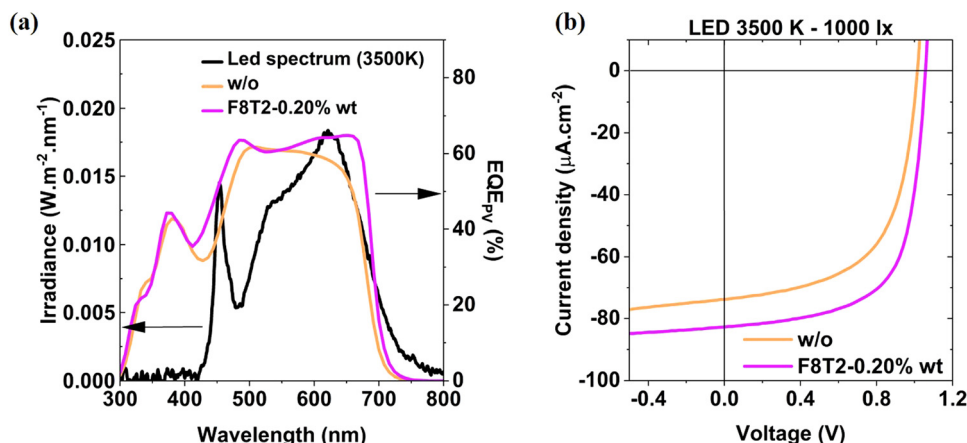 (a)
Irradiance (W.m⁻².nm⁻¹)
0.025
0.020
0.015
0.010
0.005
0.000
Led spectrum (3500K)
w/o
F8T2-0.20% wt
80
60
40
20
0
EQE_PV (%)
300 400 500 600 700 800
Wavelength (nm)
(b)
LED 3500 K - 1000 lx
Current density (µA.cm⁻²)
0
-20
-40
-60
-80
-100
w/o
F8T2-0.20% wt
-0.4 0.0 0.4 0.8 1.2
Voltage (V)